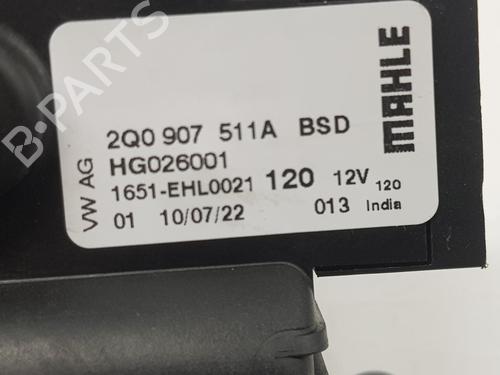 2Q0 907 511A BSD
HG026001
1651-EHL0021 120 12V 120
01 10/07/22 013 India
VW AG
MAHLE
B-PARTS